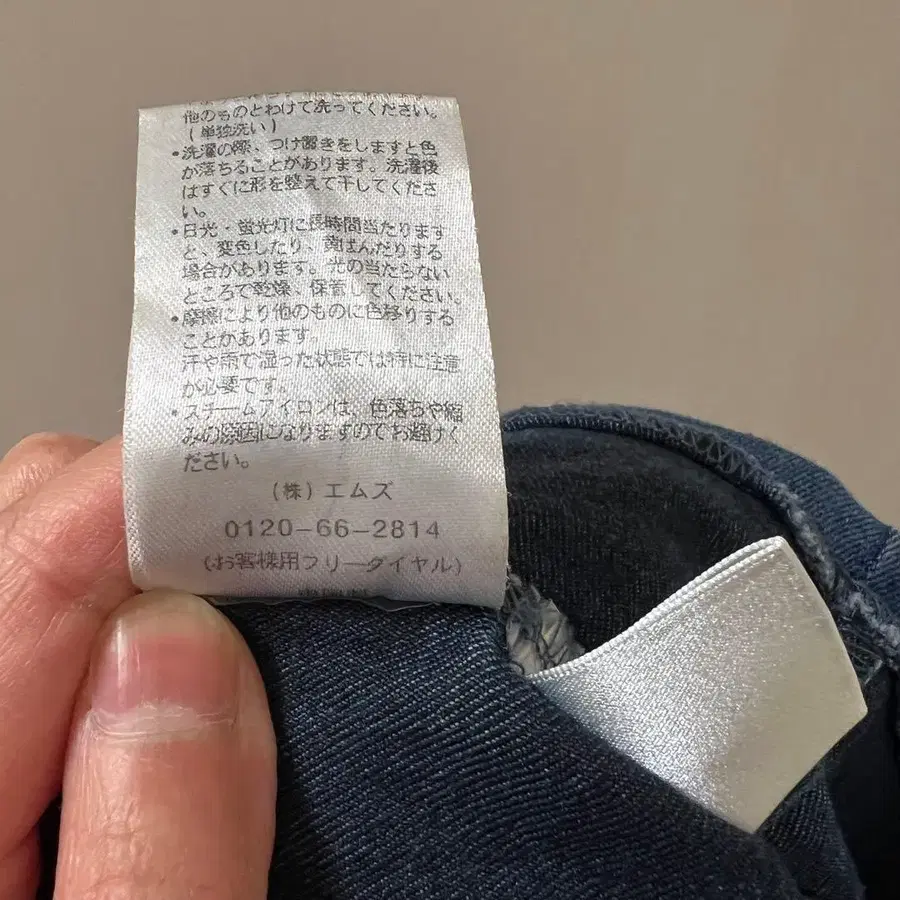 他のものとわけて洗ってください。
(単独洗い)
・洗濯の際、つけ置きをしますと色
が落ちることがあります。洗濯後
はすぐに形を整えて干してくださ
い。
・日光・蛍光灯に長時間当たります
と、変色したり、黄ばんだりする
場合があります。光の当たらない
ところで乾燥、保管してください。
・摩擦により他のものに色移りする
ことがあります。
汗や雨で湿った状態では特に注意
が必要です。
・スチームアイロンは、色落ちや縮
みの原因になりますのでお避けく
ださい。
(株)エムズ
0120-66-2814
(お客様用フリーダイヤル)